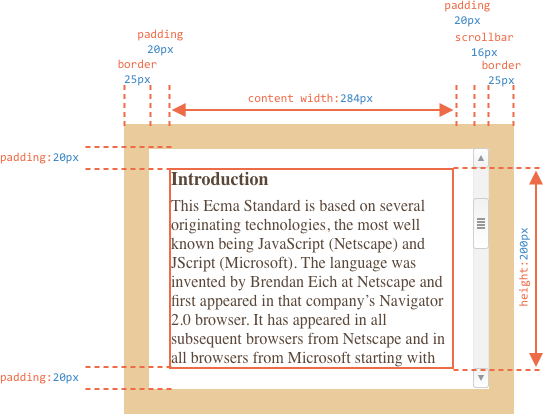 padding
20px
scrollbar
16px
border
25px
padding
20px
border
25px
content width:284px
padding:20px
Introduction
This Ecma Standard is based on several
originating technologies, the most well
known being JavaScript (Netscape) and
JScript (Microsoft). The language was
invented by Brendan Eich at Netscape and
first appeared in that company’s Navigator
2.0 browser. It has appeared in all
subsequent browsers from Netscape and in
all browsers from Microsoft starting with
height:200px
padding:20px